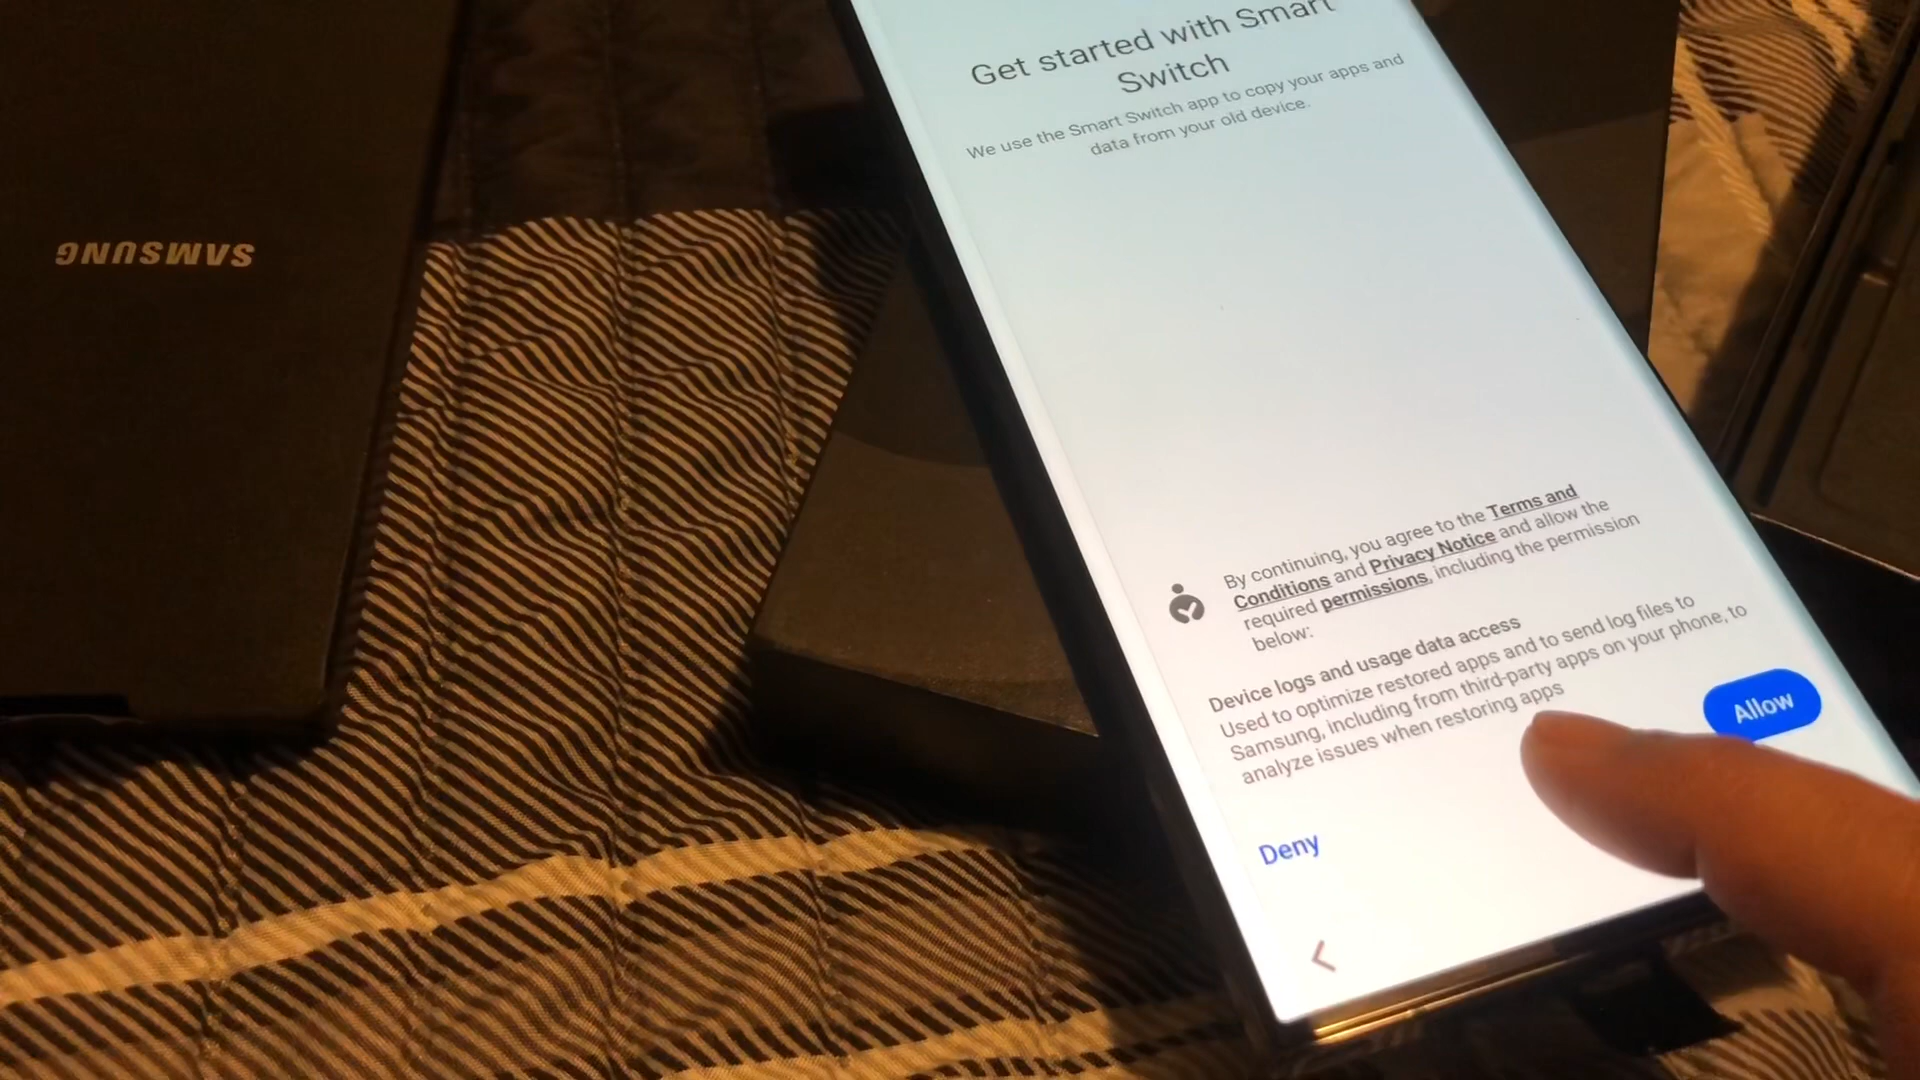 SAMSUNG
Get started with Smart
Switch
We use the Smart Switch app to copy your apps and
data from your old device.
By continuing, you agree to the Terms and
Conditions and Privacy Notice and allow the
required permissions, including the permission
below:
Device logs and usage data access
Used to optimize restored apps and to send log files to
Samsung, including from third-party apps on your phone, to
analyze issues when restoring apps
Allow
Deny